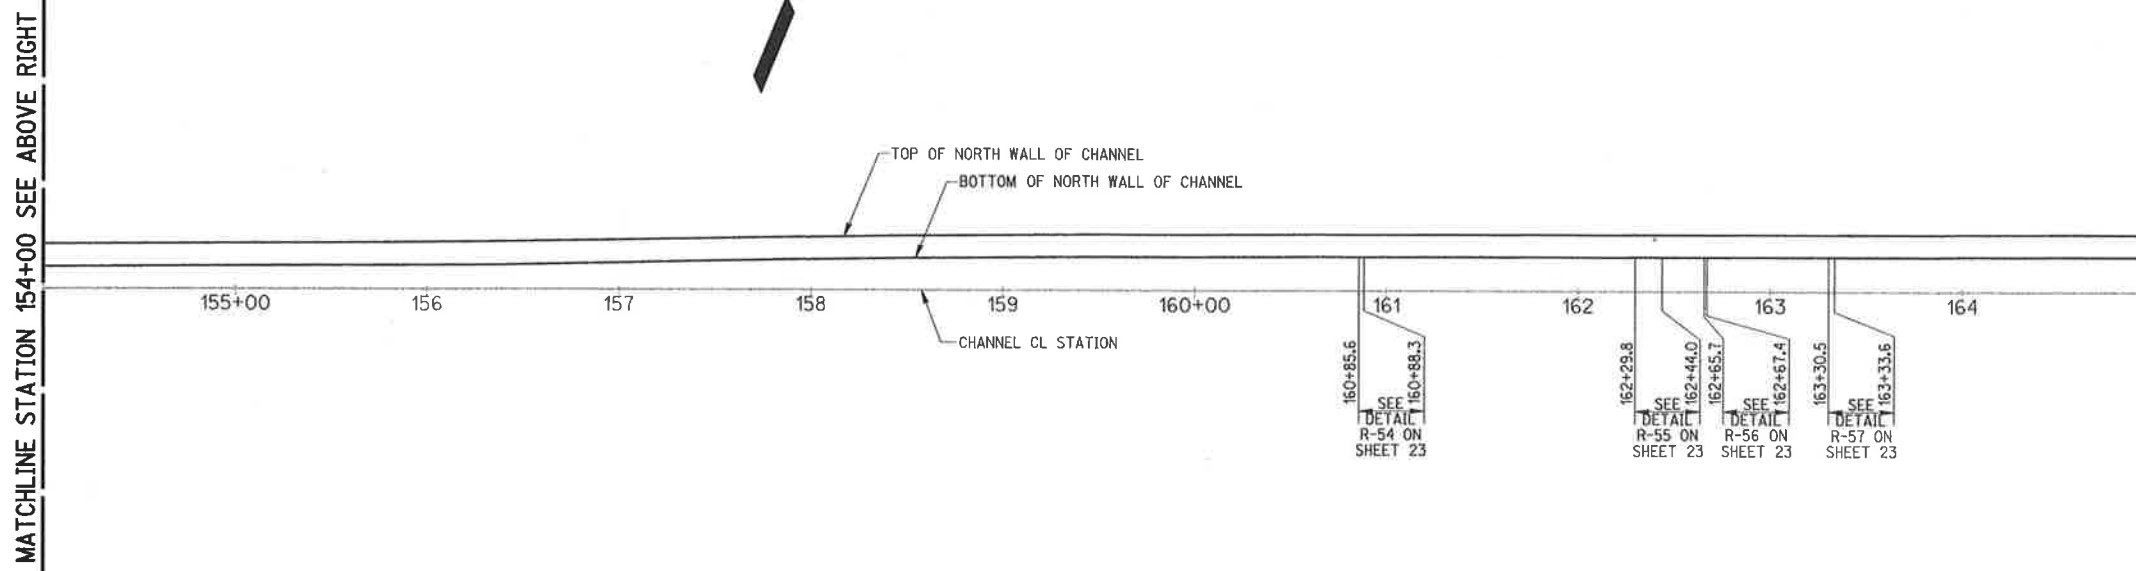 MATCHLINE STATION 154+00 SEE ABOVE RIGHT
TOP OF NORTH WALL OF CHANNEL
BOTTOM OF NORTH WALL OF CHANNEL
155+00 156 157 158 159 160+00 161 162 163 164
CHANNEL CL STATION
160+85.6
160+88.3
SEE
DETAIL
R-54 ON
SHEET 23
162+29.8
162+44.0
SEE
DETAIL
R-55 ON
SHEET 23
162+65.7
162+67.4
SEE
DETAIL
R-56 ON
SHEET 23
163+30.5
163+33.6
SEE
DETAIL
R-57 ON
SHEET 23